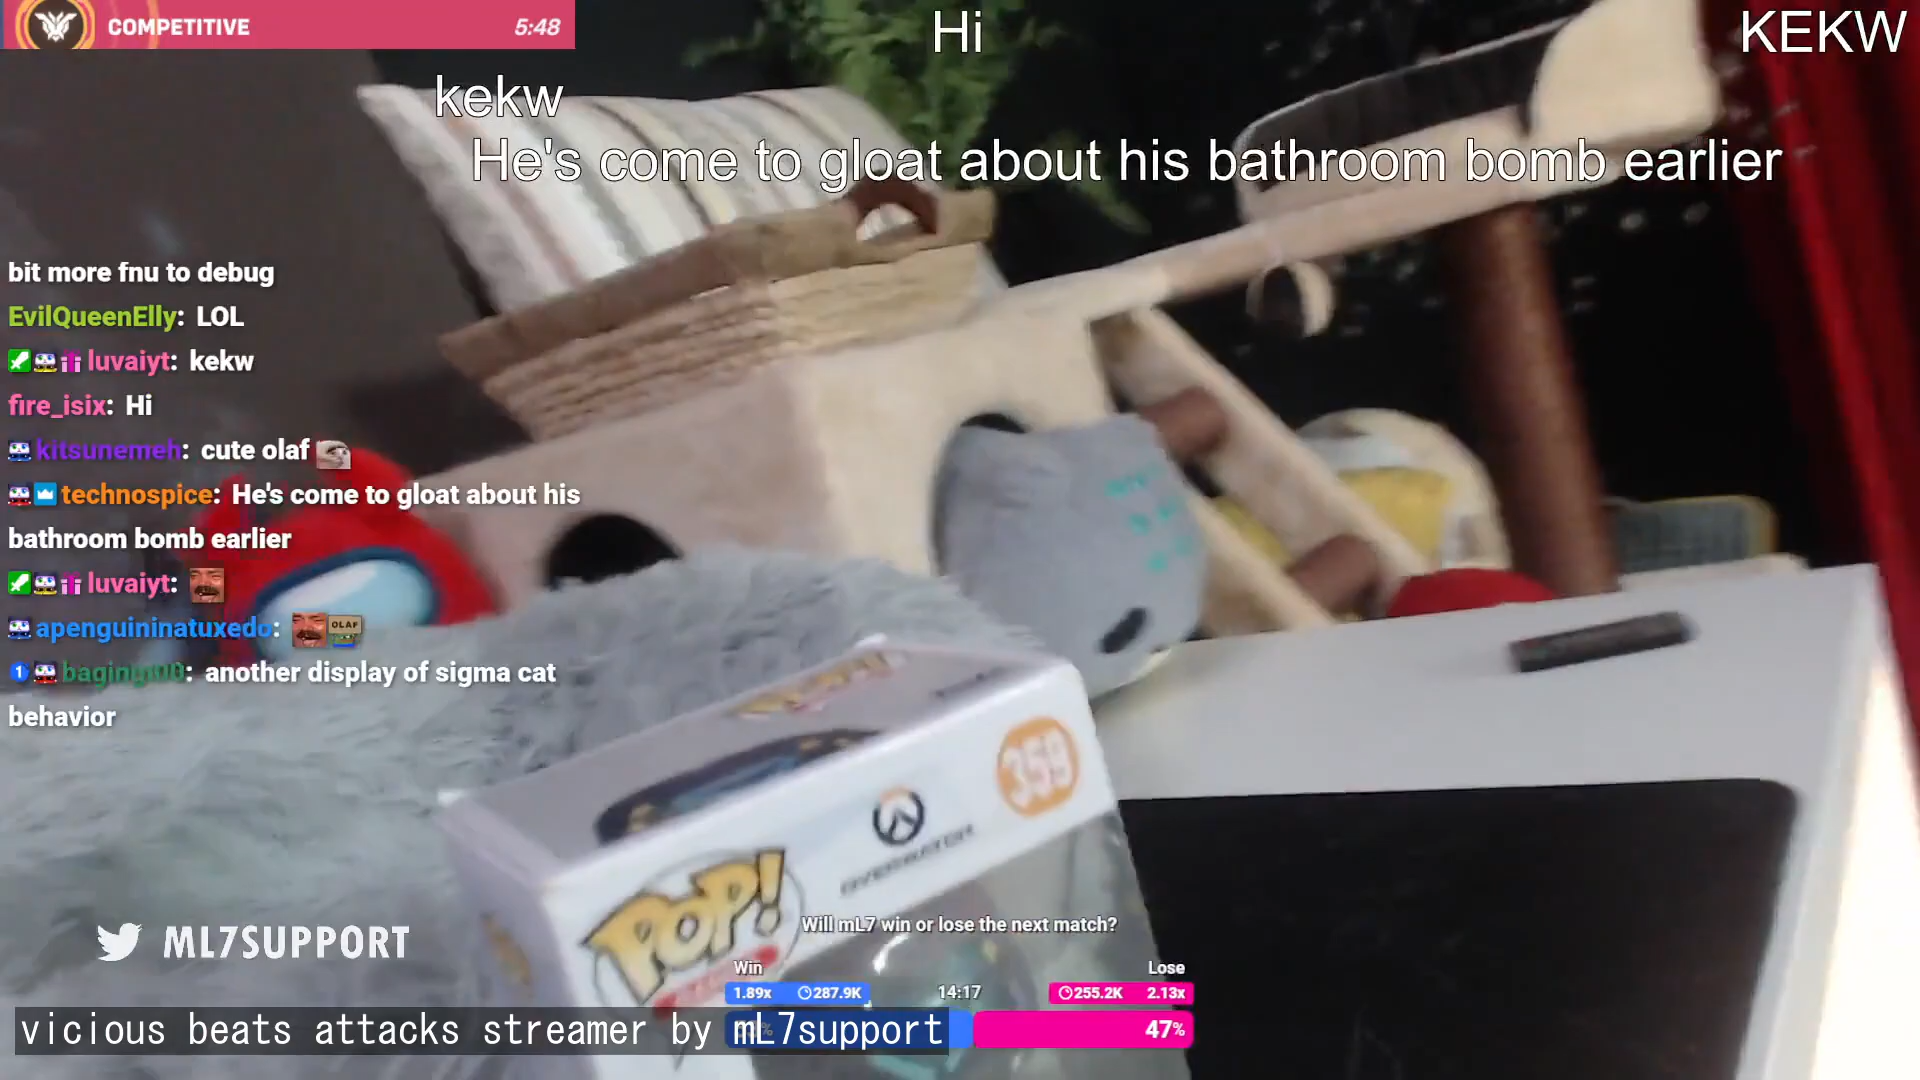 COMPETITIVE 5:48
Hi
KEKW
kekw
He's come to gloat about his bathroom bomb earlier
bit more fnu to debug
EvilQueenElly: LOL
luvaiyt: kekw
fire_isix: Hi
kitsunemeh: cute olaf
technospice: He's come to gloat about his
bathroom bomb earlier
luvaiyt:
apenguininatuxedo:
OLAF
another display of sigma cat
behavior
359
OVERWATCH
POP!
ML7SUPPORT
Will mL7 win or lose the next match?
Win Lose
1.89x 287.9K 14:17 255.2K 2.13x
47%
vicious beats attacks streamer by mL7support